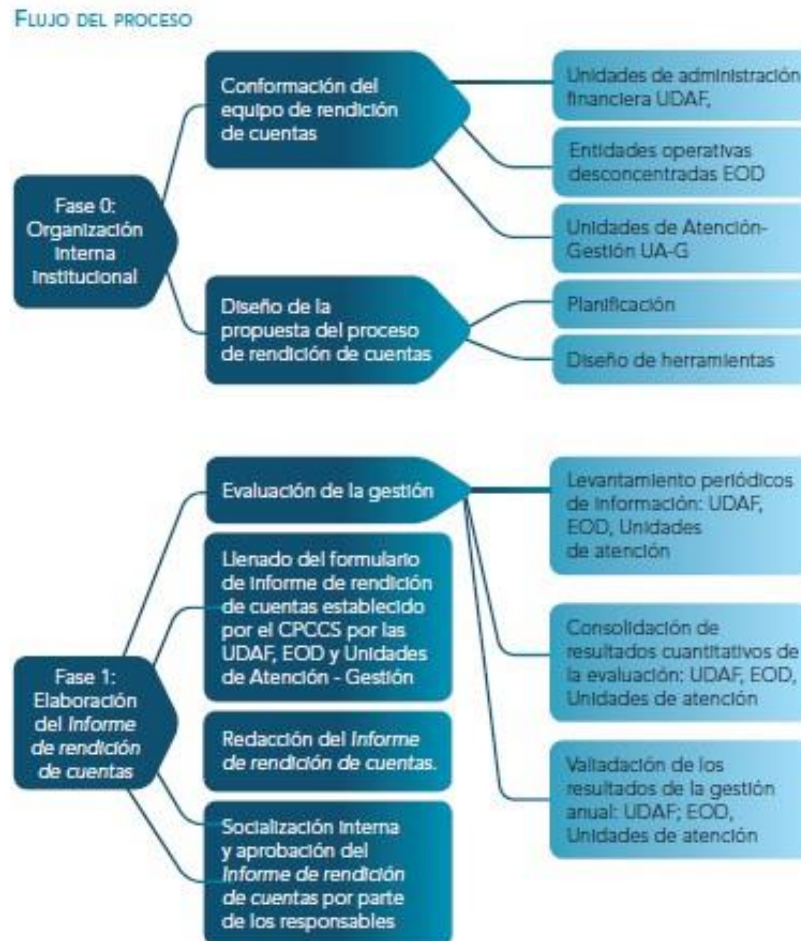 FLUJO DEL PROCESO
Fase 0:
Organización
interna
institucional
Conformación del
equipo de rendición
de cuentas
Unidades de administración
financiera UDAF,
Entidades operativas
desconcentradas EOD
Unidades de Atención-
Gestión UA-G
Diseño de la
propuesta del proceso
de rendición de cuentas
Planificación
Diseño de herramientas
Fase 1:
Elaboración
del Informe
de rendición
de cuentas
Evaluación de la gestión
Levantamiento periódicos
de información: UDAF,
EOD, Unidades
de atención
Consolidación de
resultados cuantitativos de
la evaluación: UDAF, EOD,
Unidades de atención
Valiadación de los
resultados de la gestión
anual: UDAF; EOD,
Unidades de atención
Llenado del formulario
de informe de rendición
de cuentas establecido
por el CPCCS por las
UDAF, EOD y Unidades
de Atención - Gestión
Redacción del Informe
de rendición de cuentas.
Socialización interna
y aprobación del
Informe de rendición
de cuentas por parte
de los responsables